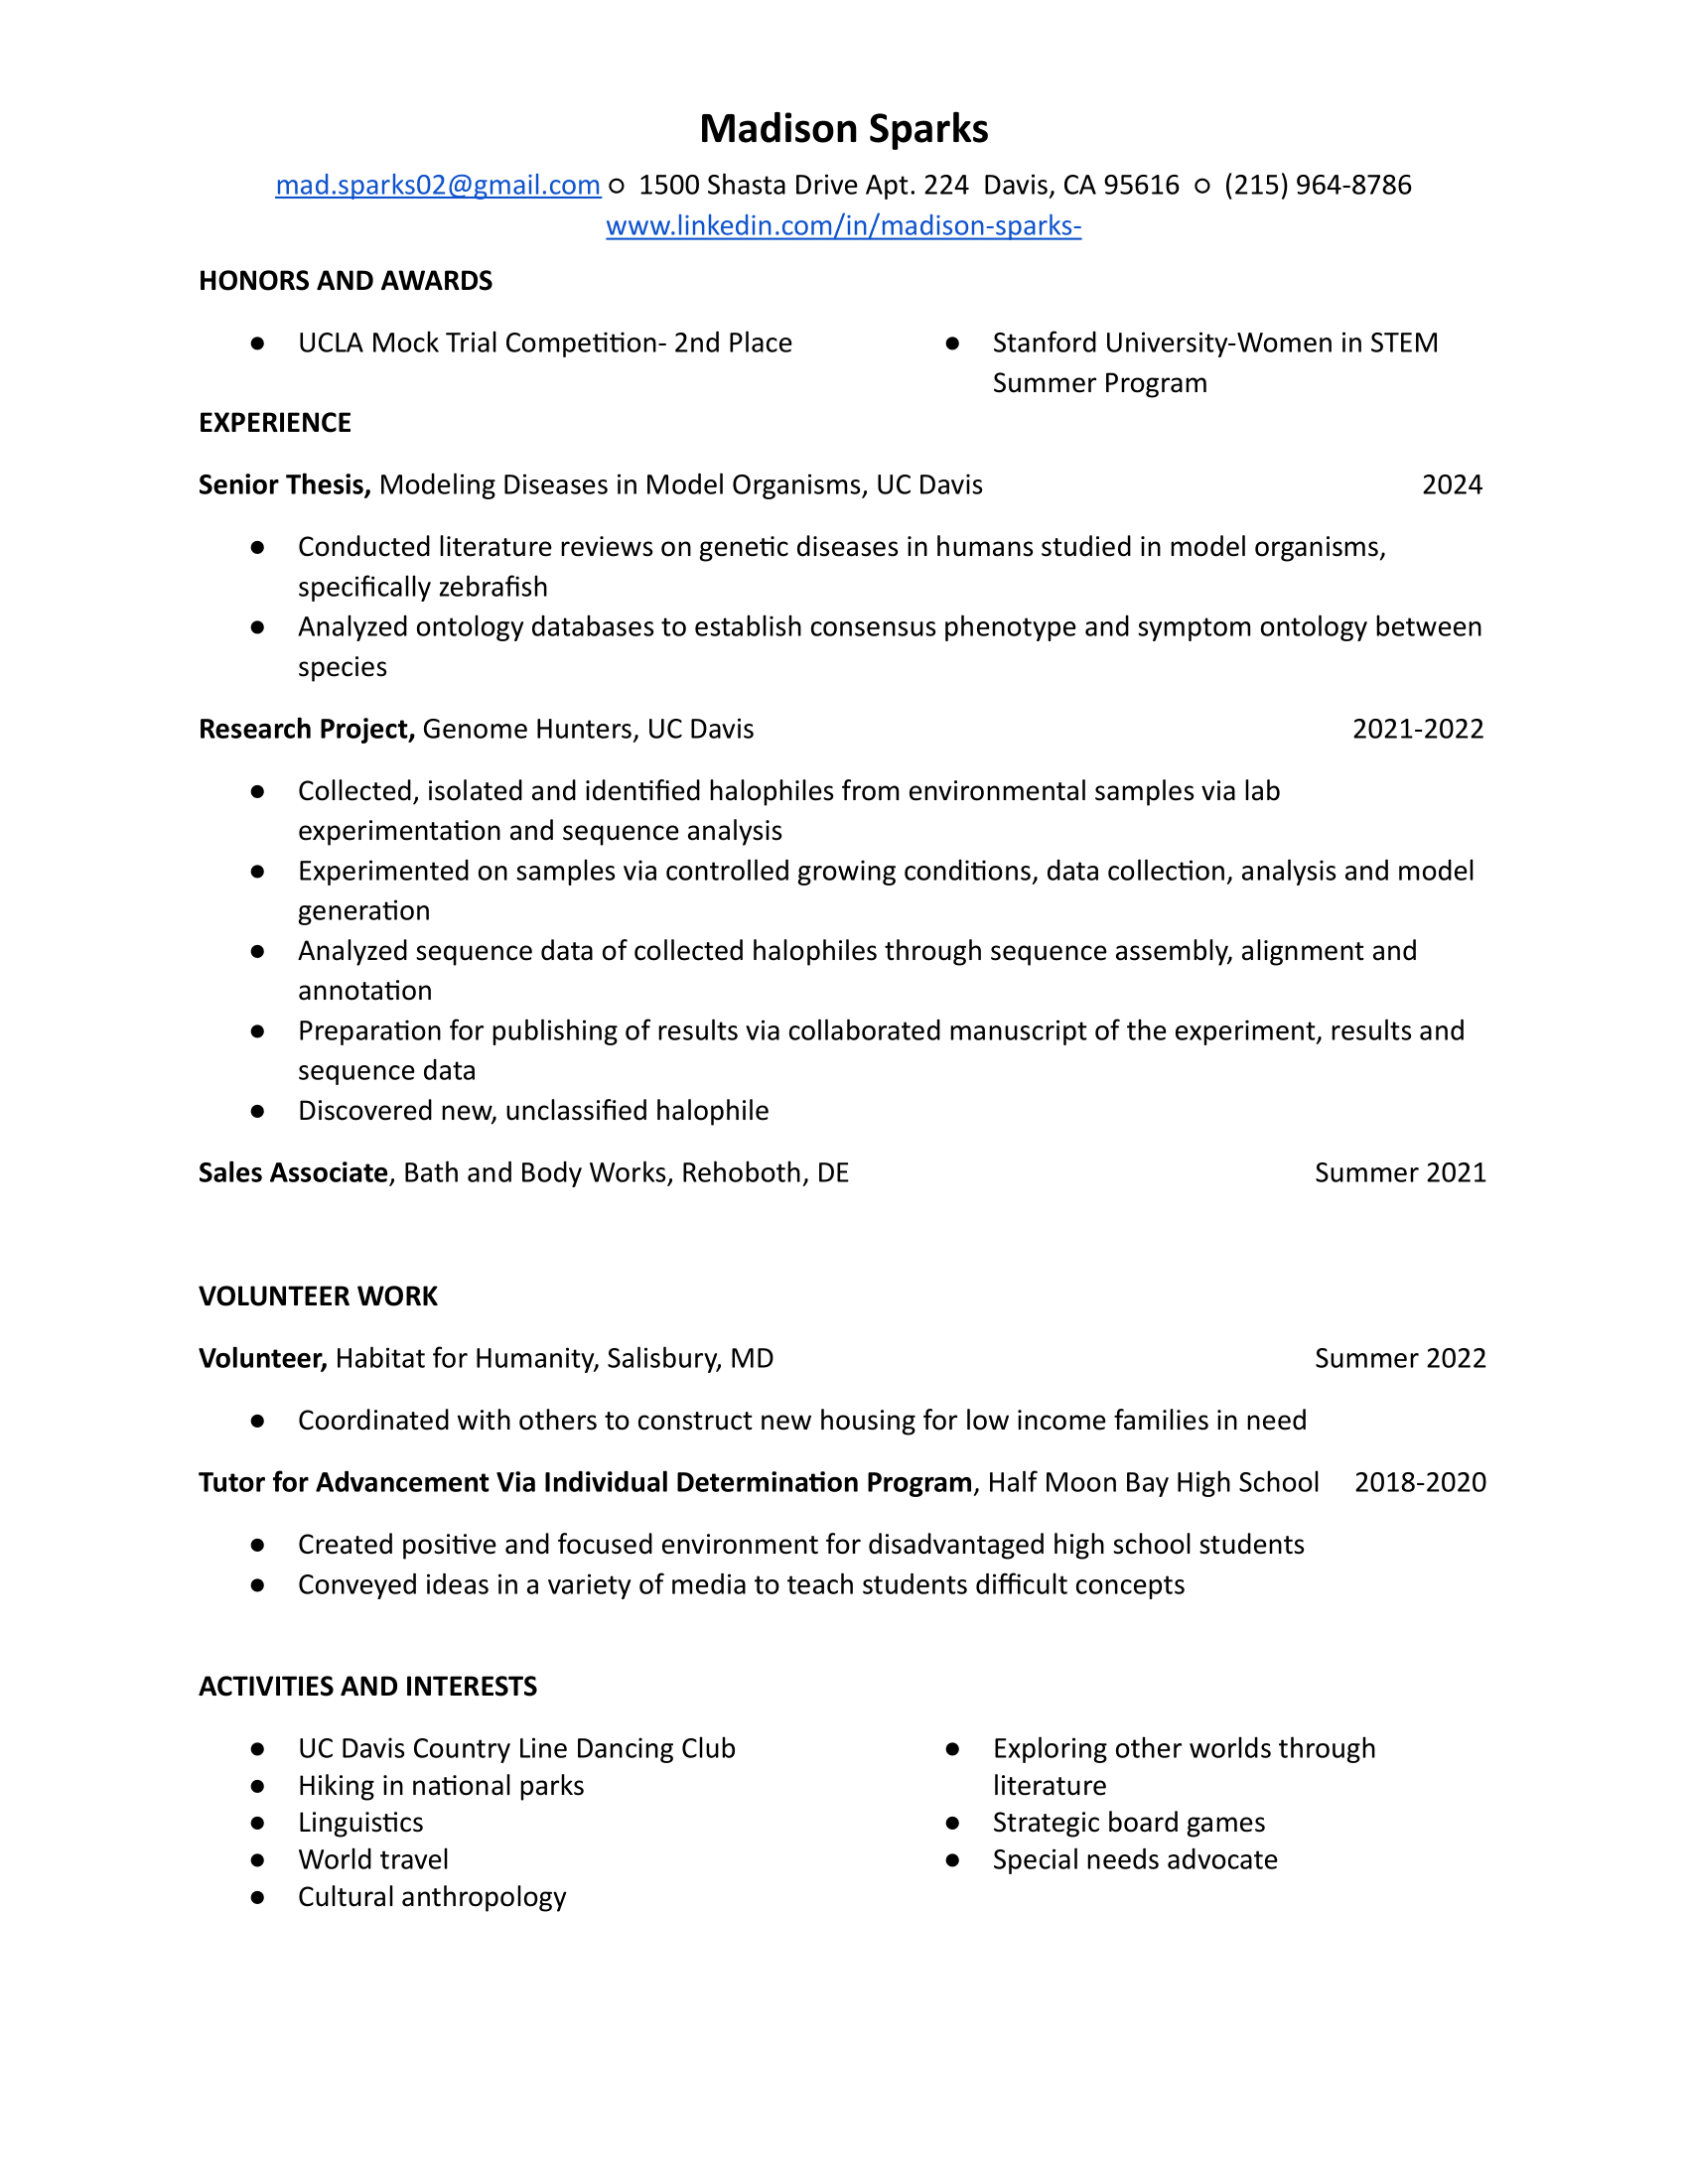 Madison Sparks
mad.sparks02@gmail.com ○ 1500 Shasta Drive Apt. 224 Davis, CA 95616 ○ (215) 964-8786
www.linkedin.com/in/madison-sparks-
HONORS AND AWARDS
● UCLA Mock Trial Competition- 2nd Place
● Stanford University-Women in STEM
Summer Program
EXPERIENCE
Senior Thesis, Modeling Diseases in Model Organisms, UC Davis 2024
● Conducted literature reviews on genetic diseases in humans studied in model organisms,
specifically zebrafish
● Analyzed ontology databases to establish consensus phenotype and symptom ontology between
species
Research Project, Genome Hunters, UC Davis 2021-2022
● Collected, isolated and identified halophiles from environmental samples via lab
experimentation and sequence analysis
● Experimented on samples via controlled growing conditions, data collection, analysis and model
generation
● Analyzed sequence data of collected halophiles through sequence assembly, alignment and
annotation
● Preparation for publishing of results via collaborated manuscript of the experiment, results and
sequence data
● Discovered new, unclassified halophile
Sales Associate, Bath and Body Works, Rehoboth, DE Summer 2021
VOLUNTEER WORK
Volunteer, Habitat for Humanity, Salisbury, MD Summer 2022
● Coordinated with others to construct new housing for low income families in need
Tutor for Advancement Via Individual Determination Program, Half Moon Bay High School 2018-2020
● Created positive and focused environment for disadvantaged high school students
● Conveyed ideas in a variety of media to teach students difficult concepts
ACTIVITIES AND INTERESTS
● UC Davis Country Line Dancing Club
● Hiking in national parks
● Linguistics
● World travel
● Cultural anthropology
● Exploring other worlds through
literature
● Strategic board games
● Special needs advocate